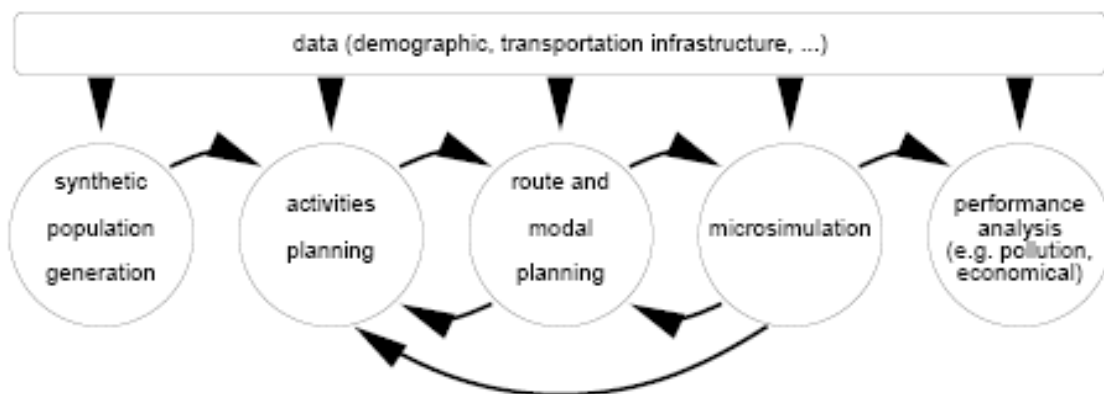 data (demographic, transportation infrastructure, ...)
synthetic
population
generation
activities
planning
route and
modal
planning
microsimulation
performance
analysis
(e.g. pollution,
economical)